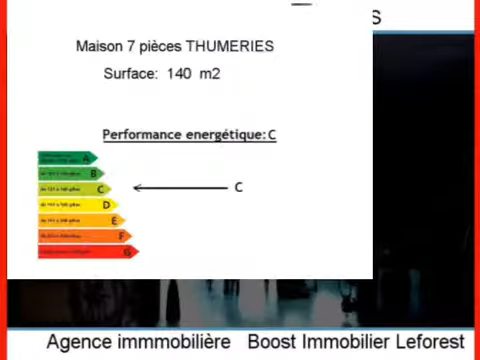 S
Maison 7 pièces THUMERIES
Surface: 140 m2
Performance energétique: C
A
B
C
C
D
E
F
G
Agence immmobilière Boost Immobilier Leforest